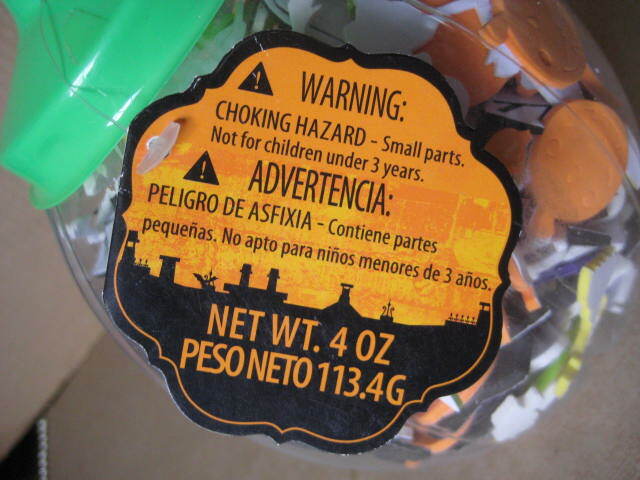 WARNING:
CHOKING HAZARD - Small parts.
Not for children under 3 years.
ADVERTENCIA:
PELIGRO DE ASFIXIA - Contiene partes
pequeñas. No apto para niños menores de 3 años.
NET WT. 4 OZ
PESO NETO 113.4G